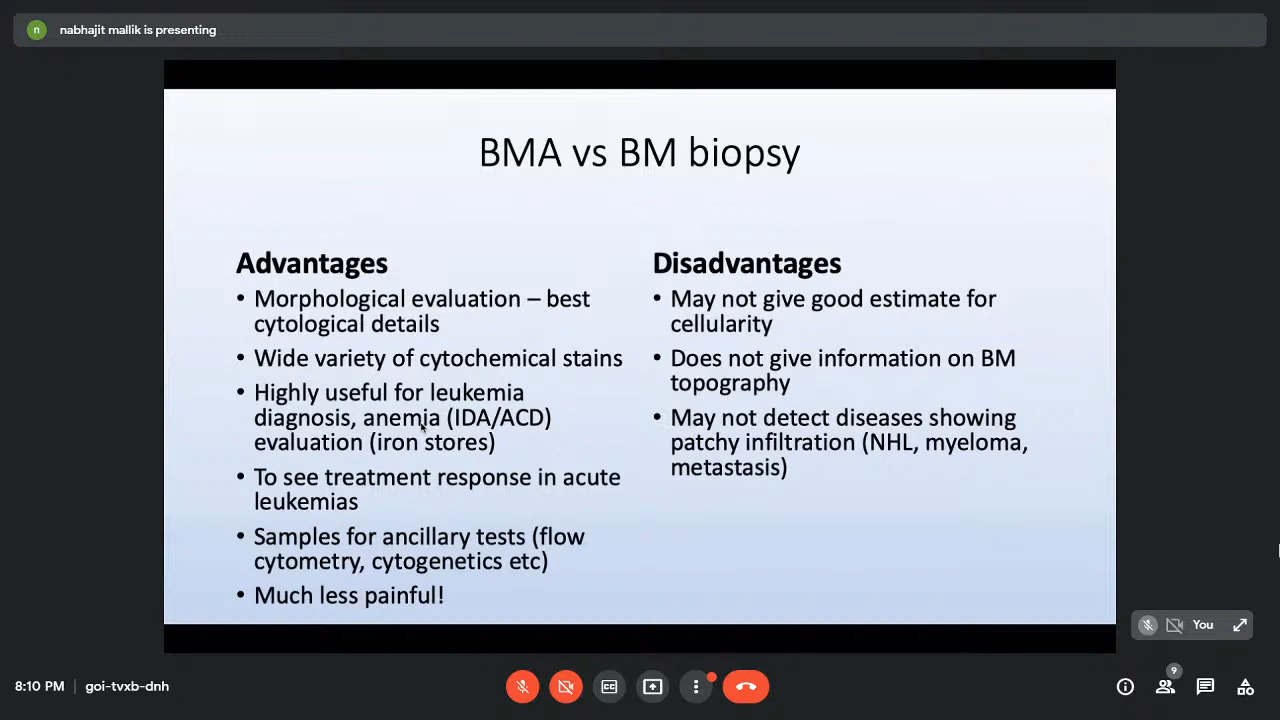 n nabhajit mallik is presenting
BMA vs BM biopsy
Advantages
• Morphological evaluation – best
cytological details
• Wide variety of cytochemical stains
• Highly useful for leukemia
diagnosis, anemia (IDA/ACD)
evaluation (iron stores)
• To see treatment response in acute
leukemias
• Samples for ancillary tests (flow
cytometry, cytogenetics etc)
• Much less painful!
Disadvantages
• May not give good estimate for
cellularity
• Does not give information on BM
topography
• May not detect diseases showing
patchy infiltration (NHL, myeloma,
metastasis)
You
8:10 PM | goi-tvxb-dnh
CC
9